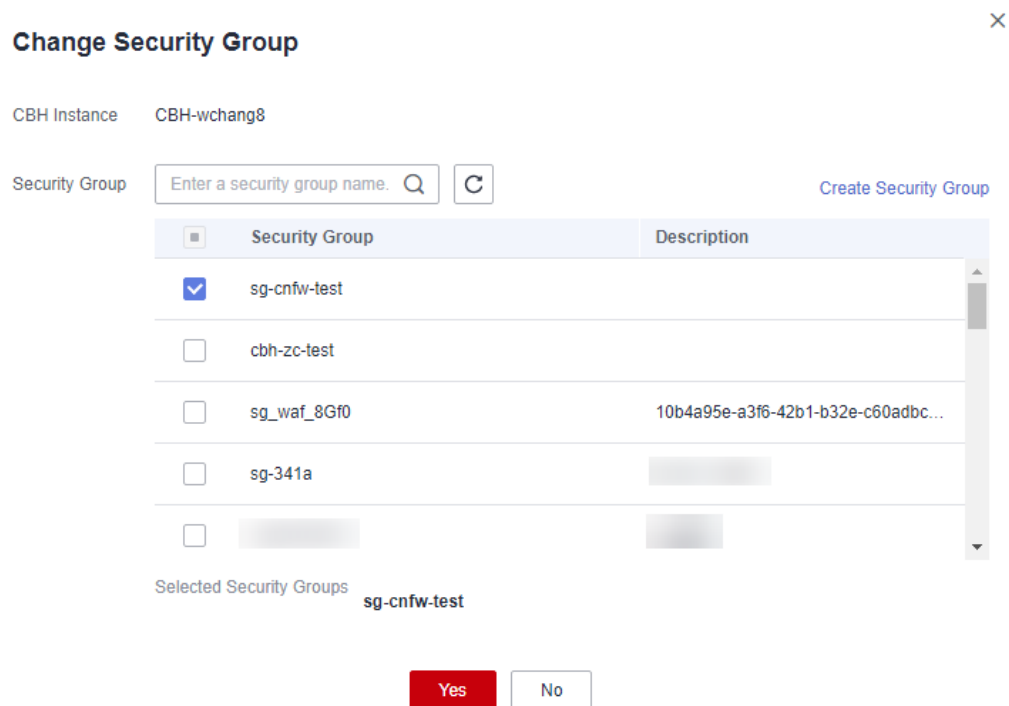 Change Security Group
CBH Instance CBH-wchang8
Security Group Enter a security group name. Create Security Group
Security Group Description
sg-cnfw-test
cbh-zc-test
sg_waf_8Gf0 10b4a95e-a3f6-42b1-b32e-c60adbc...
sg-341a
Selected Security Groups sg-cnfw-test
Yes No